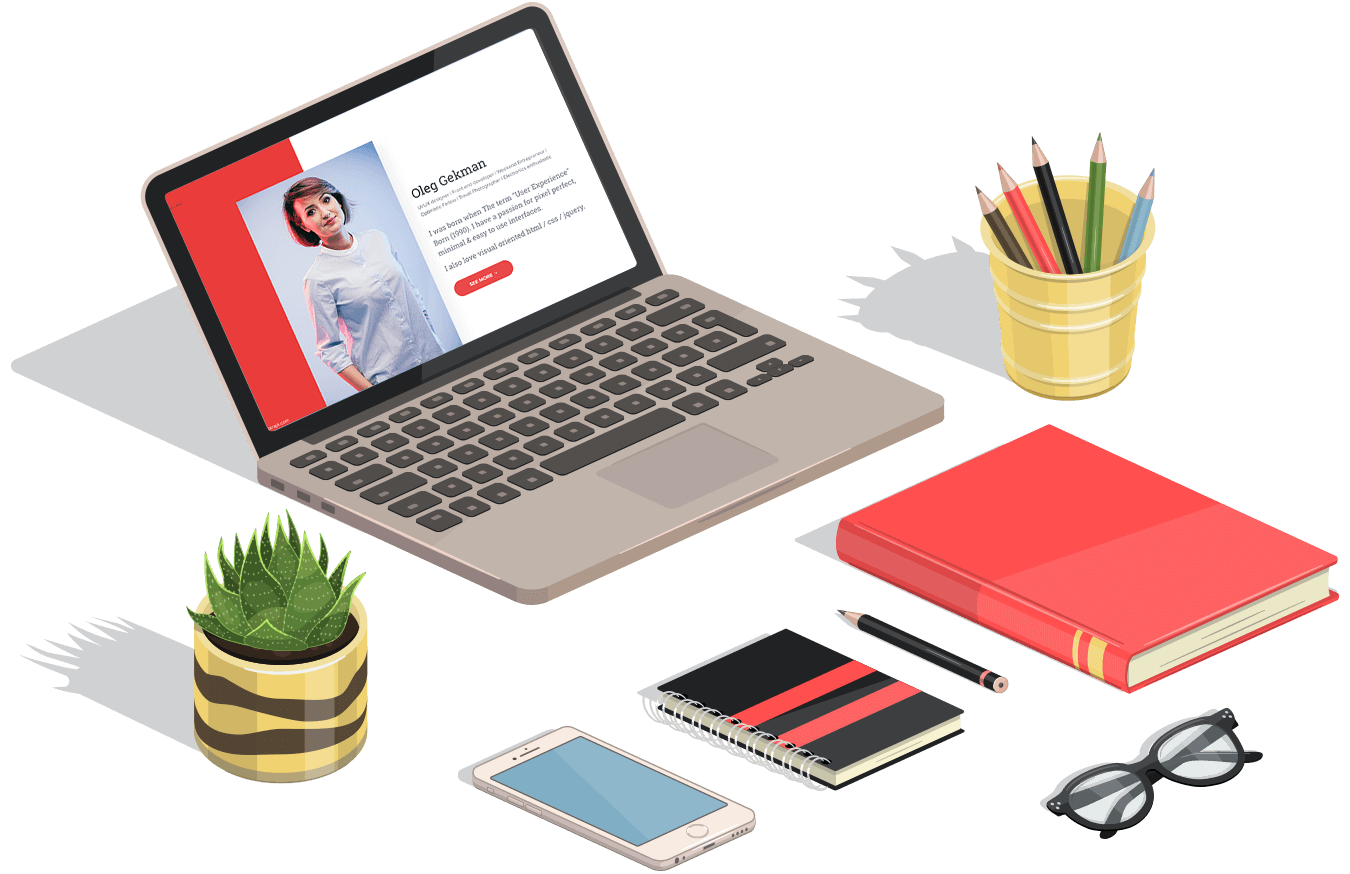 Oleg Gekman
UI/UX designer | Front end developer | Weekend Entrepreneur |
Optimistic Person | Travel Photographer | Electronics enthusiastic
I was born when The term "User Experience"
Born (1990), I have a passion for pixel perfect,
minimal & easy to use interfaces.
I also love visual oriented html / css / jquery.
SEE MORE